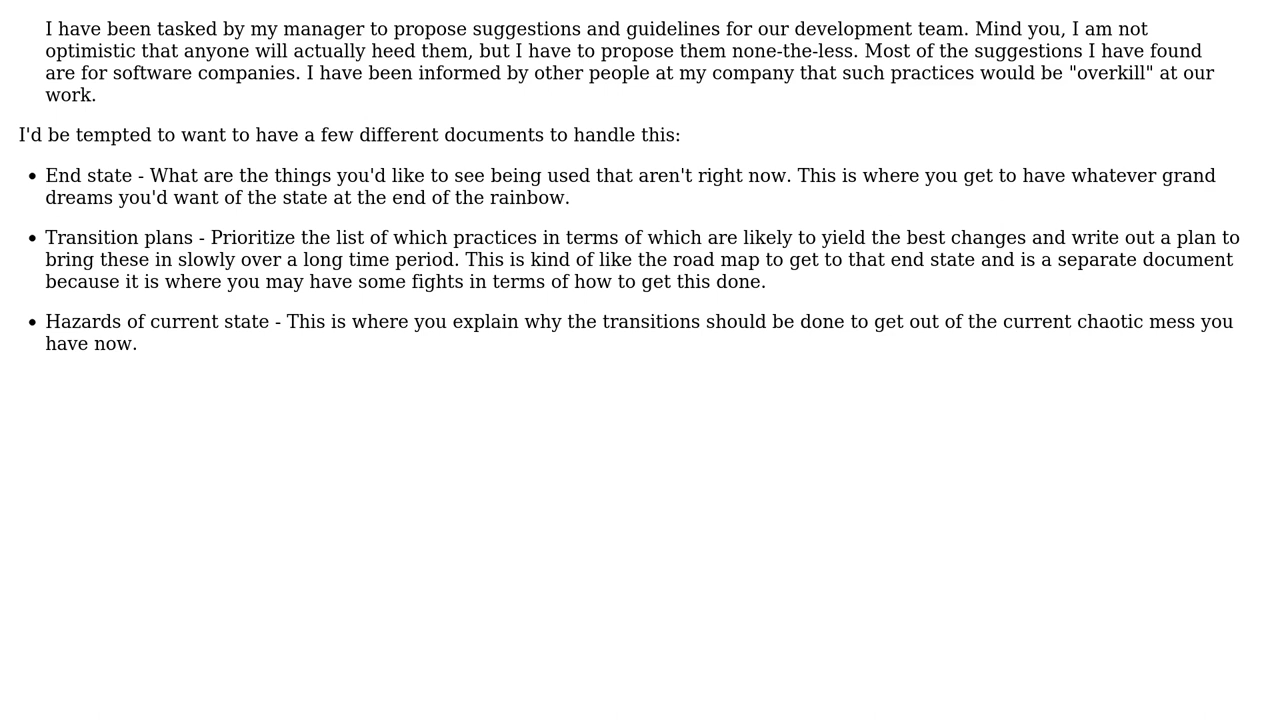 I have been tasked by my manager to propose suggestions and guidelines for our development team. Mind you, I am not
optimistic that anyone will actually heed them, but I have to propose them none-the-less. Most of the suggestions I have found
are for software companies. I have been informed by other people at my company that such practices would be "overkill" at our
work.
I'd be tempted to want to have a few different documents to handle this:
• End state - What are the things you'd like to see being used that aren't right now. This is where you get to have whatever grand
dreams you'd want of the state at the end of the rainbow.
• Transition plans - Prioritize the list of which practices in terms of which are likely to yield the best changes and write out a plan to
bring these in slowly over a long time period. This is kind of like the road map to get to that end state and is a separate document
because it is where you may have some fights in terms of how to get this done.
• Hazards of current state - This is where you explain why the transitions should be done to get out of the current chaotic mess you
have now.